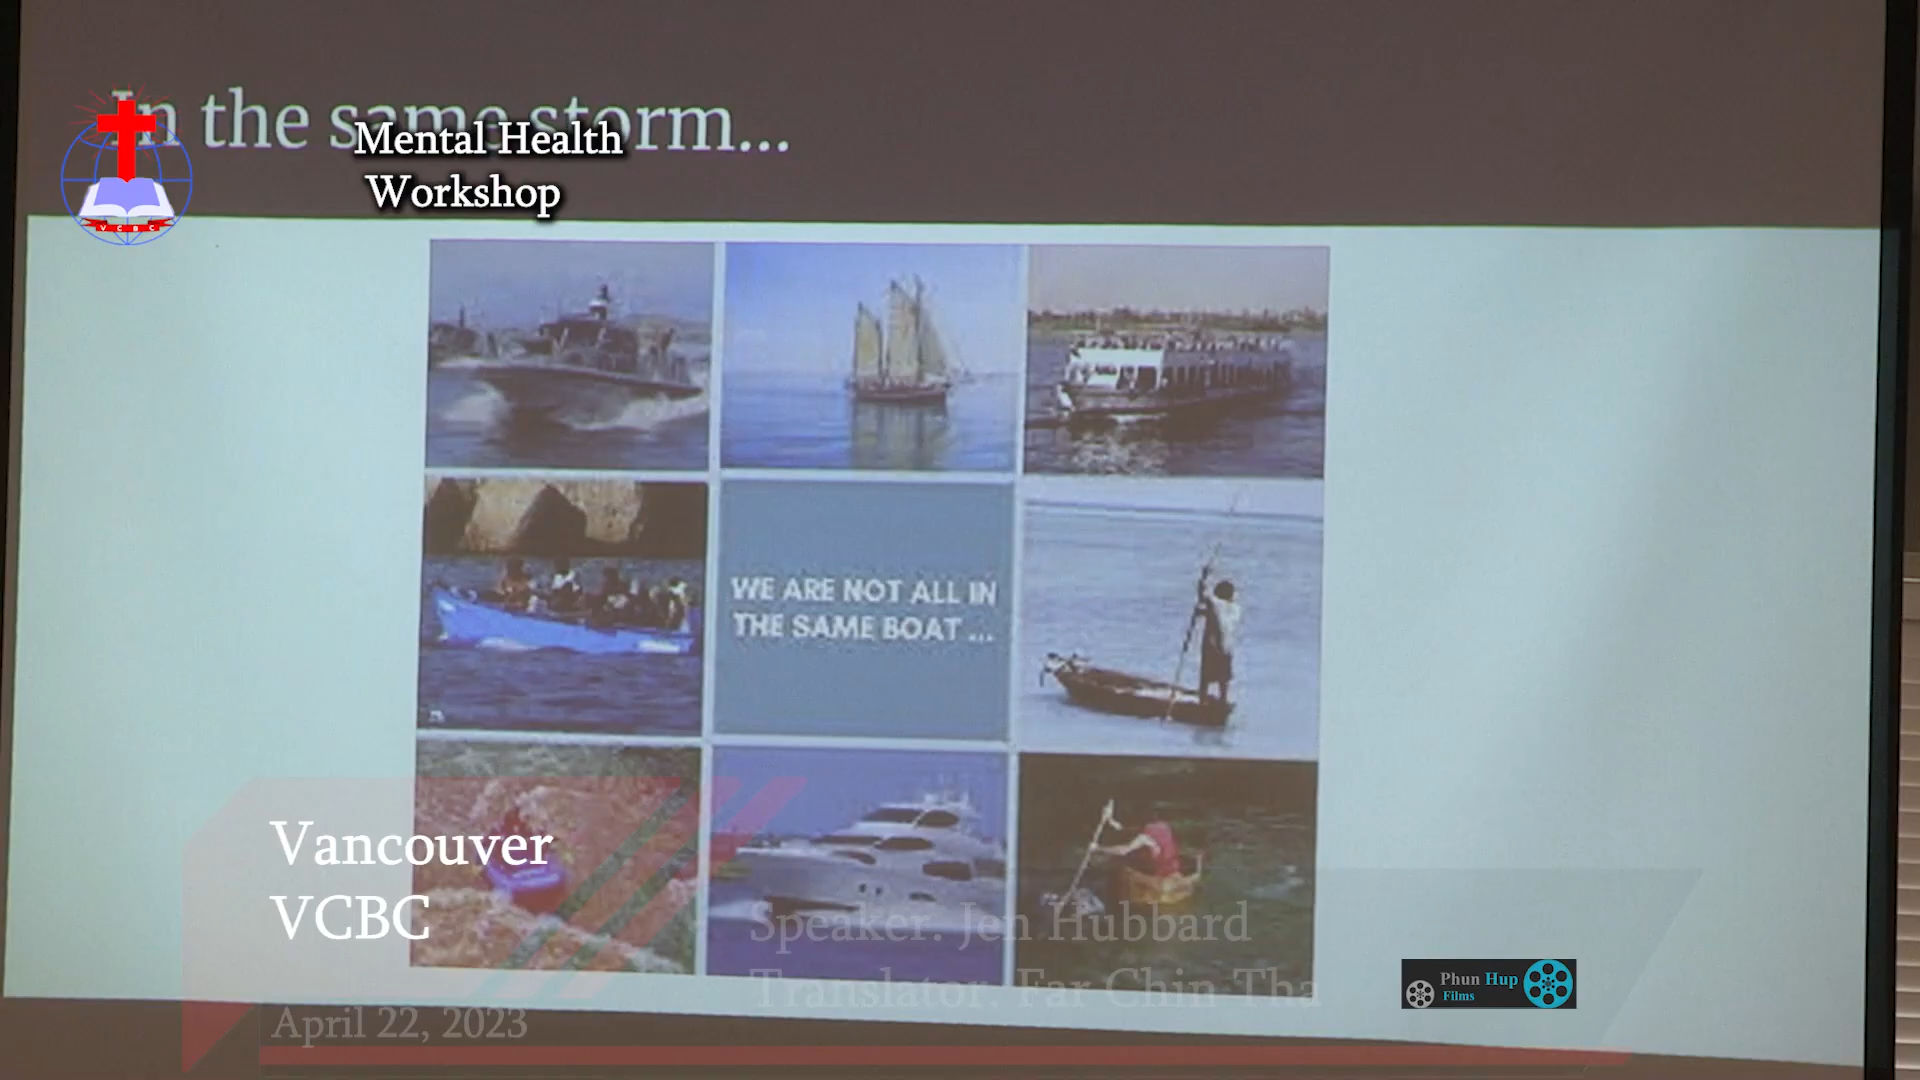 In the same storm...
Mental Health
Workshop
V C B C
WE ARE NOT ALL IN
THE SAME BOAT ...
Vancouver
VCBC
Speaker: Jen Hubbard
Translator: Far Chin Tha
April 22, 2023
Phun Hup
Films